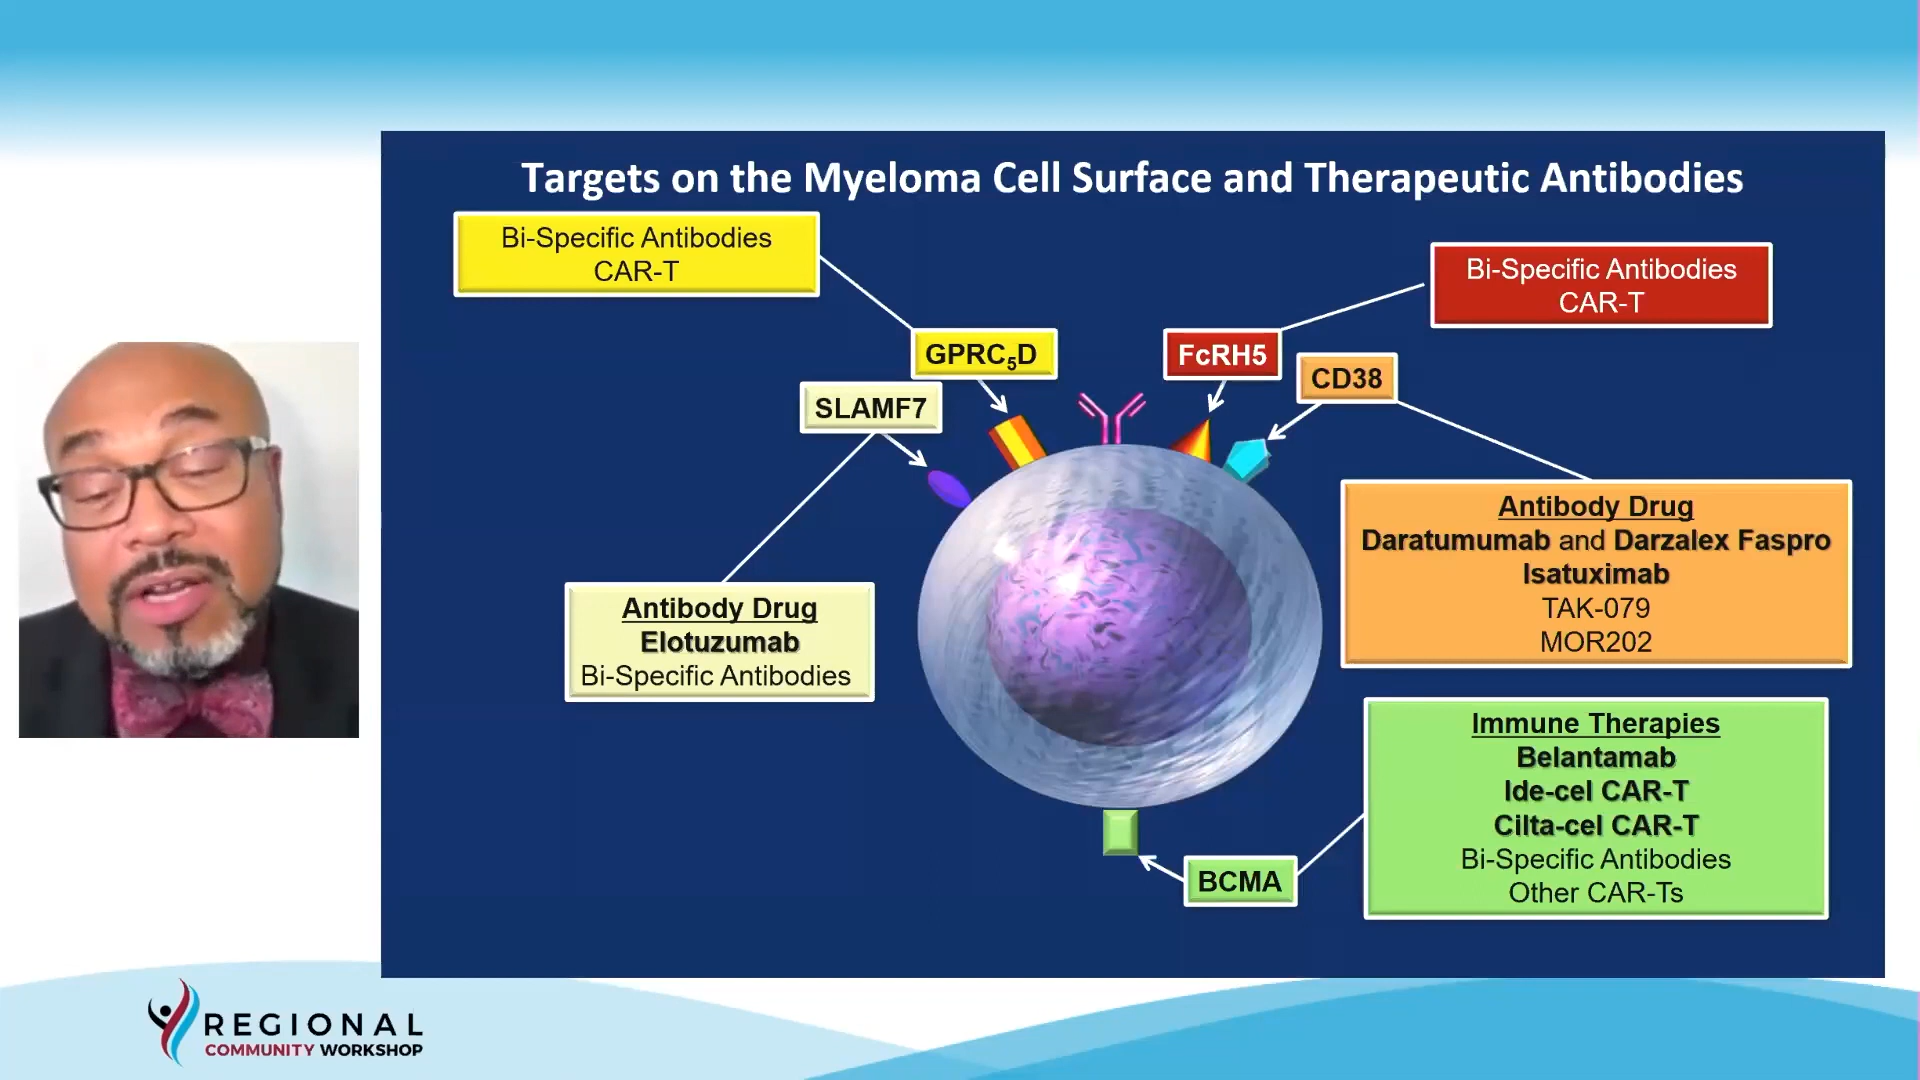 Targets on the Myeloma Cell Surface and Therapeutic Antibodies
Bi-Specific Antibodies
CAR-T
Bi-Specific Antibodies
CAR-T
GPRC5D
FcRH5
CD38
SLAMF7
Antibody Drug
Daratumumab and Darzalex Faspro
Isatuximab
TAK-079
MOR202
Antibody Drug
Elotuzumab
Bi-Specific Antibodies
Immune Therapies
Belantamab
Ide-cel CAR-T
Cilta-cel CAR-T
Bi-Specific Antibodies
Other CAR-Ts
BCMA
REGIONAL
COMMUNITY WORKSHOP